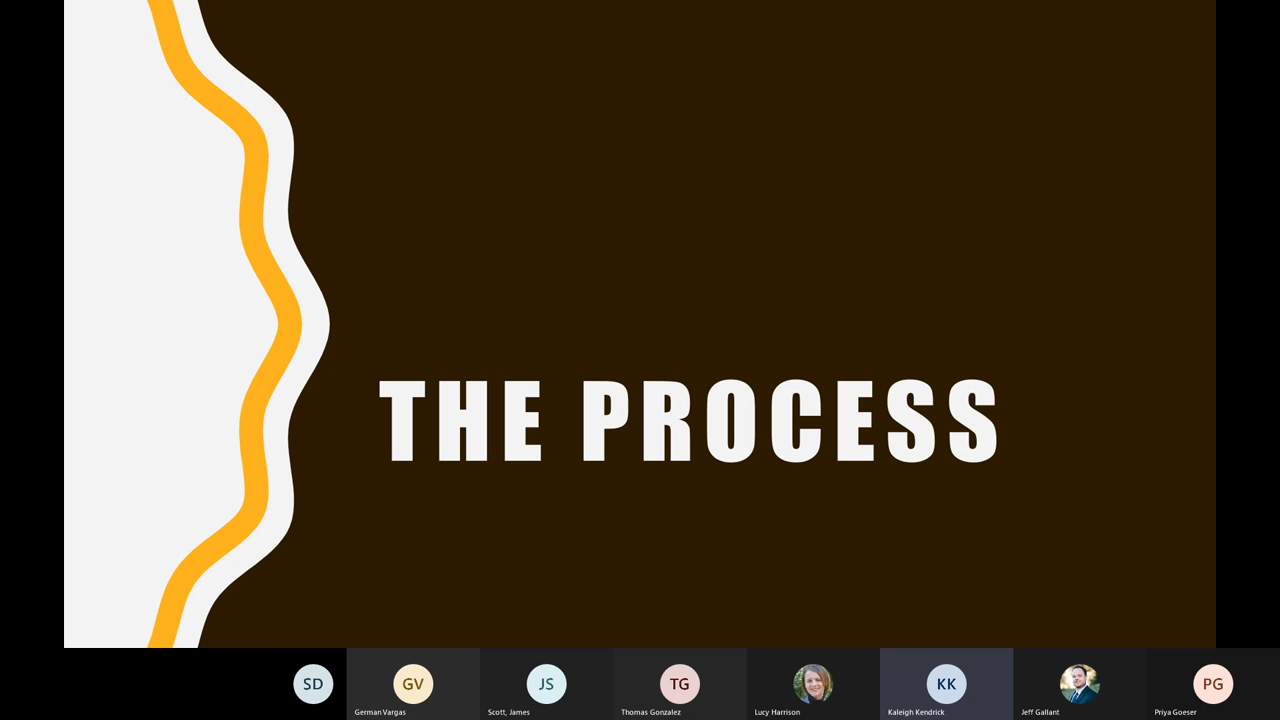 THE PROCESS
SD
GV
JS
TG
KK
PG
German Vargas
Scott, James
Thomas Gonzalez
Lucy Harrison
Kaleigh Kendrick
Jeff Gallant
Priya Goeser